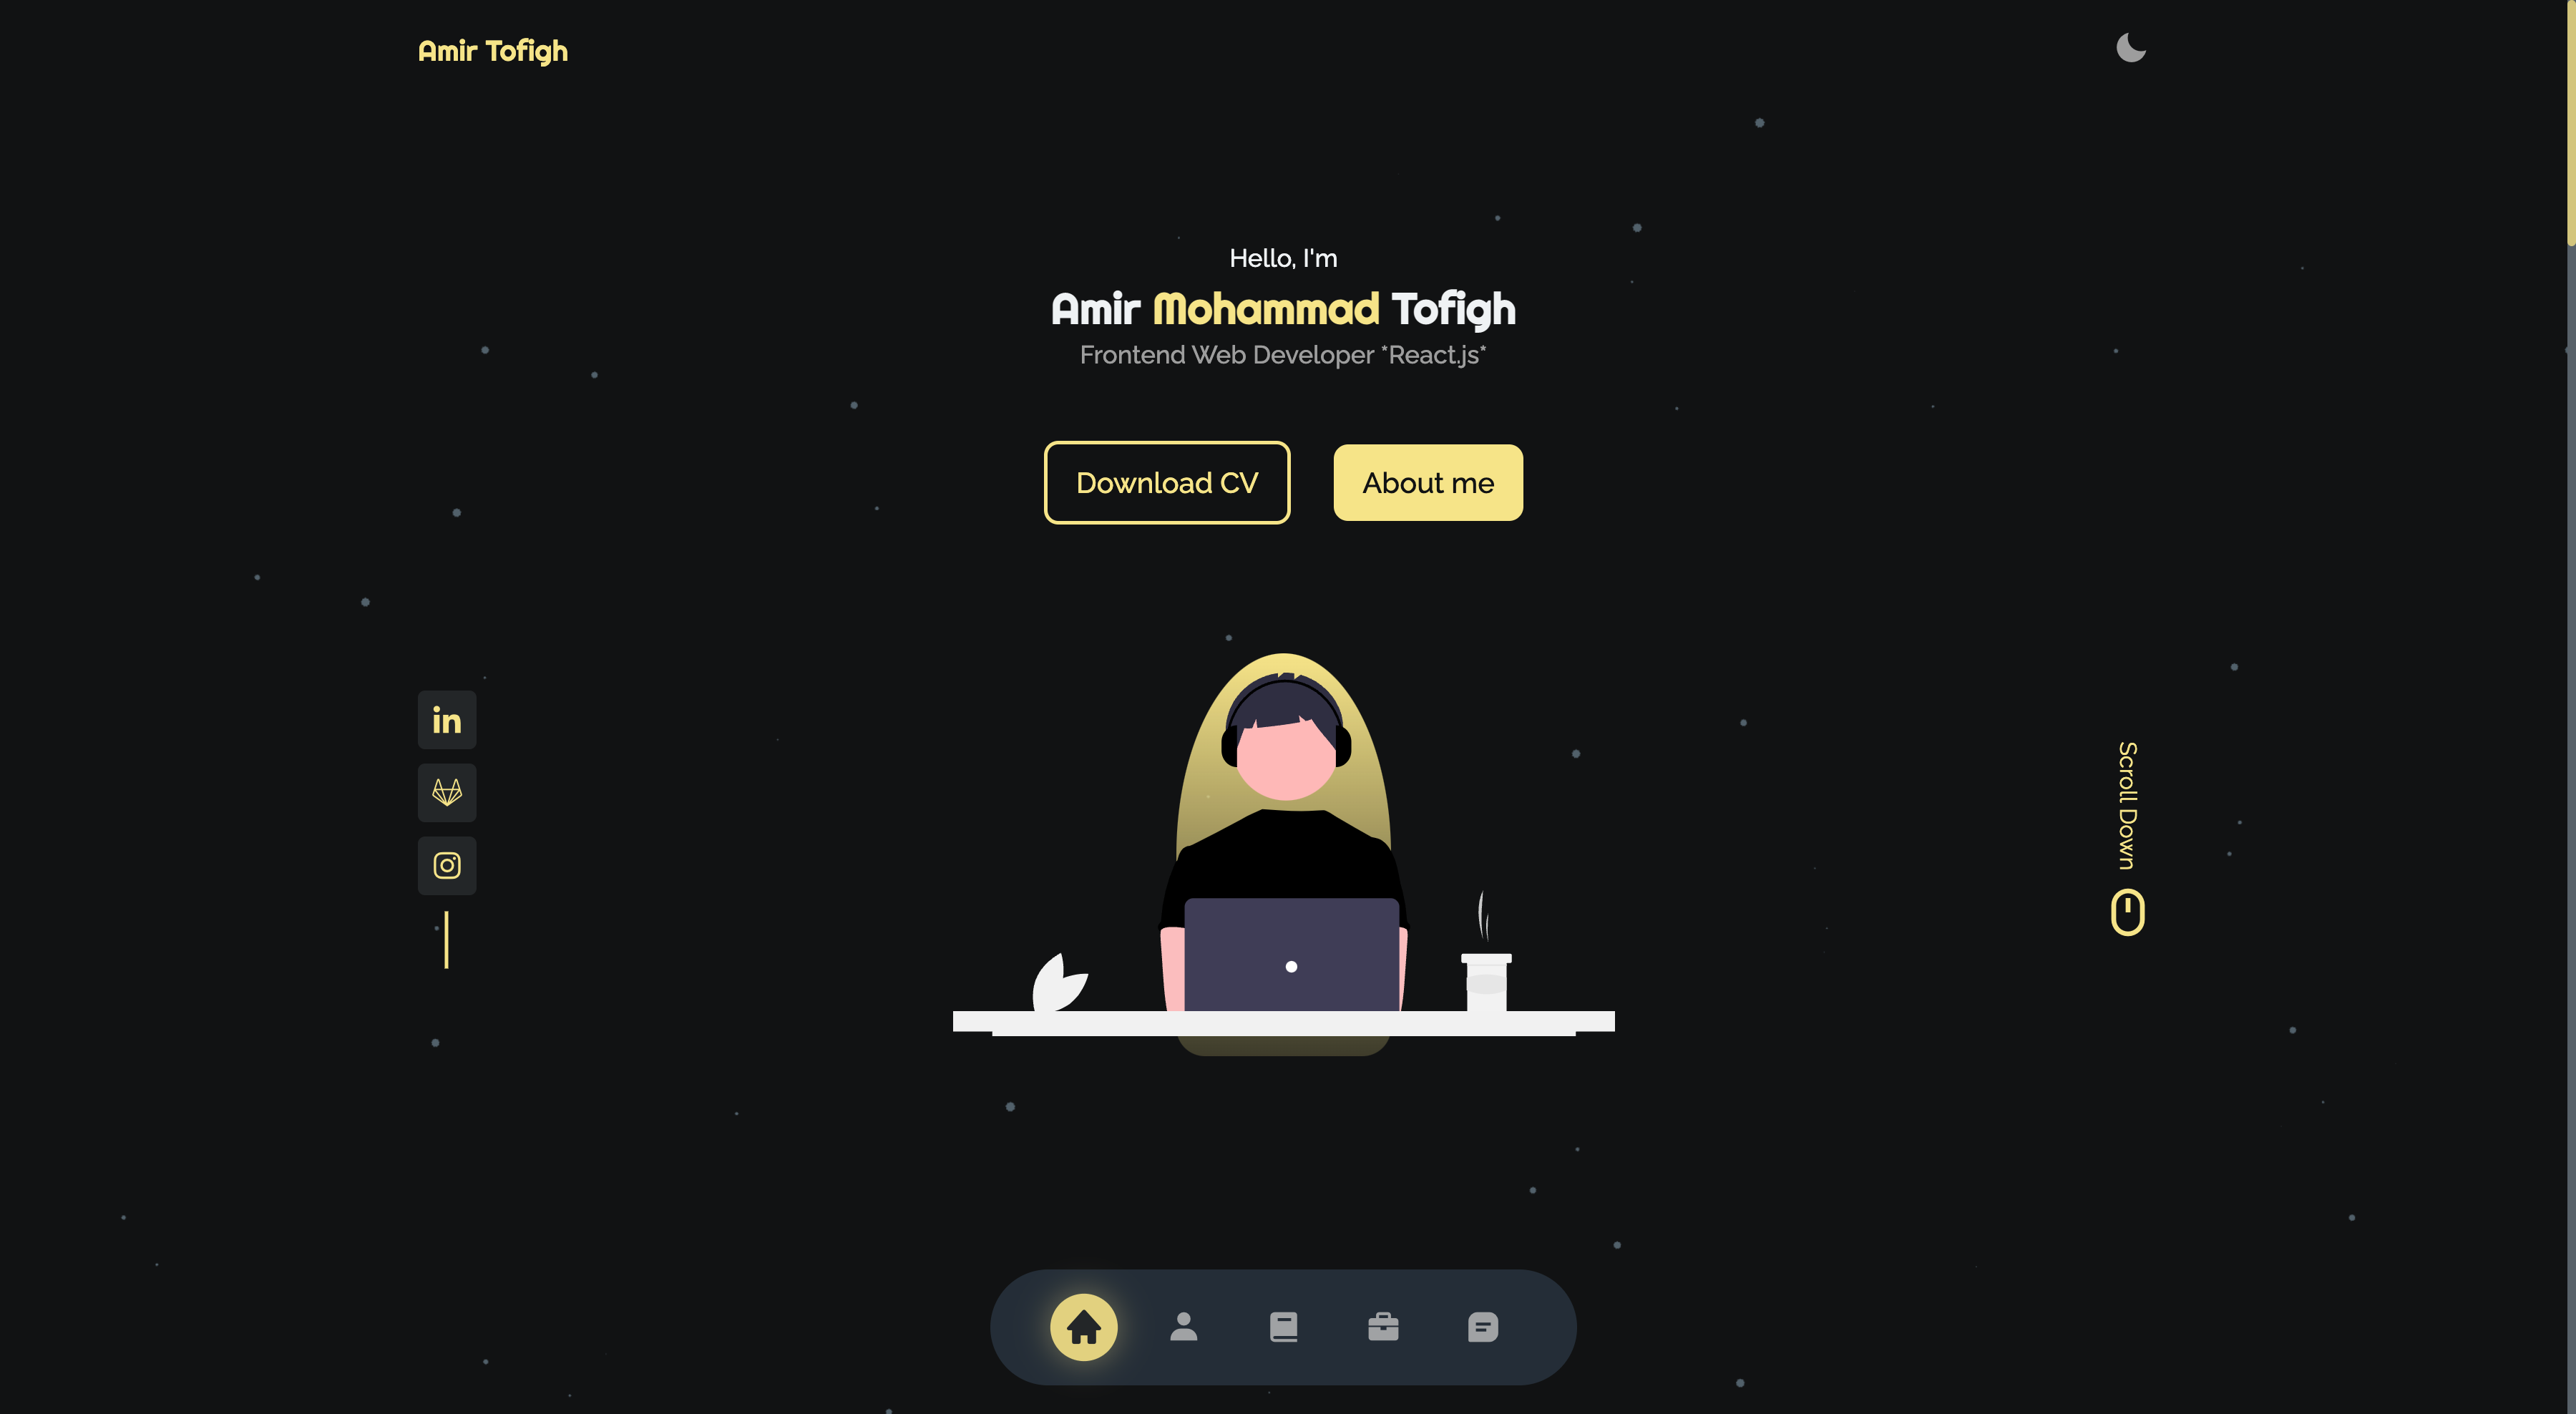 Amir Tofigh
Hello, I'm
Amir Mohammad Tofigh
Frontend Web Developer *React.js*
Download CV
About me
in
Scroll Down